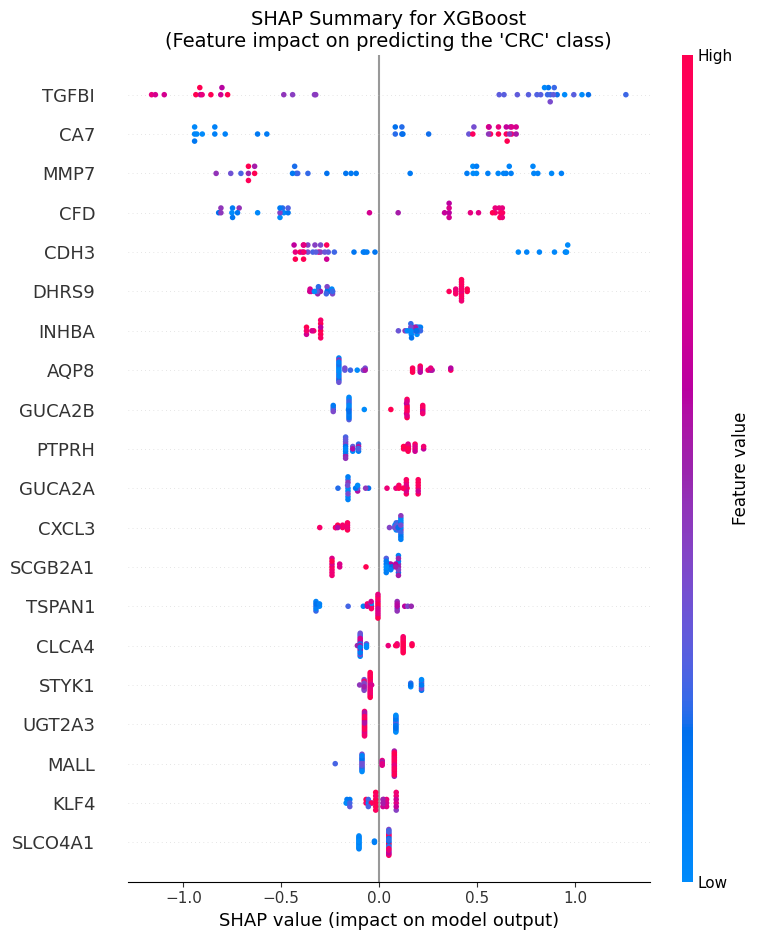 SHAP Summary for XGBoost
(Feature impact on predicting the 'CRC' class)
High
TGFBI
CA7
MMP7
CFD
CDH3
DHRS9
INHBA
AQP8
GUCA2B
PTPRH
GUCA2A
CXCL3
SCGB2A1
TSPAN1
CLCA4
STYK1
UGT2A3
MALL
KLF4
SLCO4A1
Feature value
Low
−1.0 −0.5 0.0 0.5 1.0
SHAP value (impact on model output)